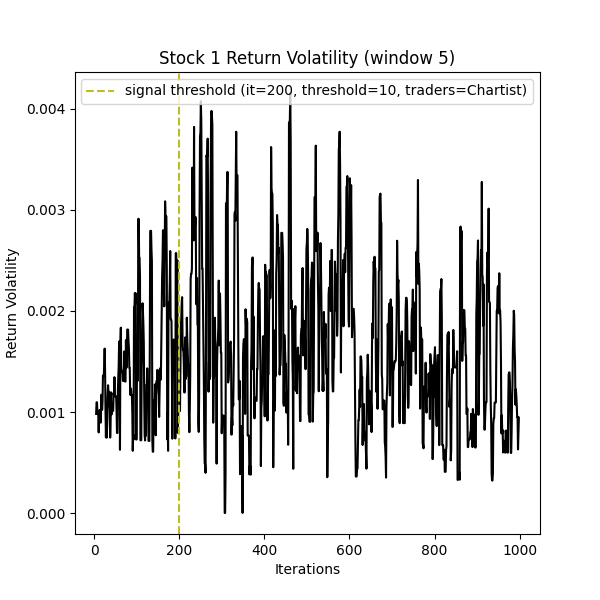 Stock 1 Return Volatility (window 5)
signal threshold (it=200, threshold=10, traders=Chartist)
0.004
0.003
0.002
0.001
0.000
Return Volatility
0 200 400 600 800 1000
Iterations